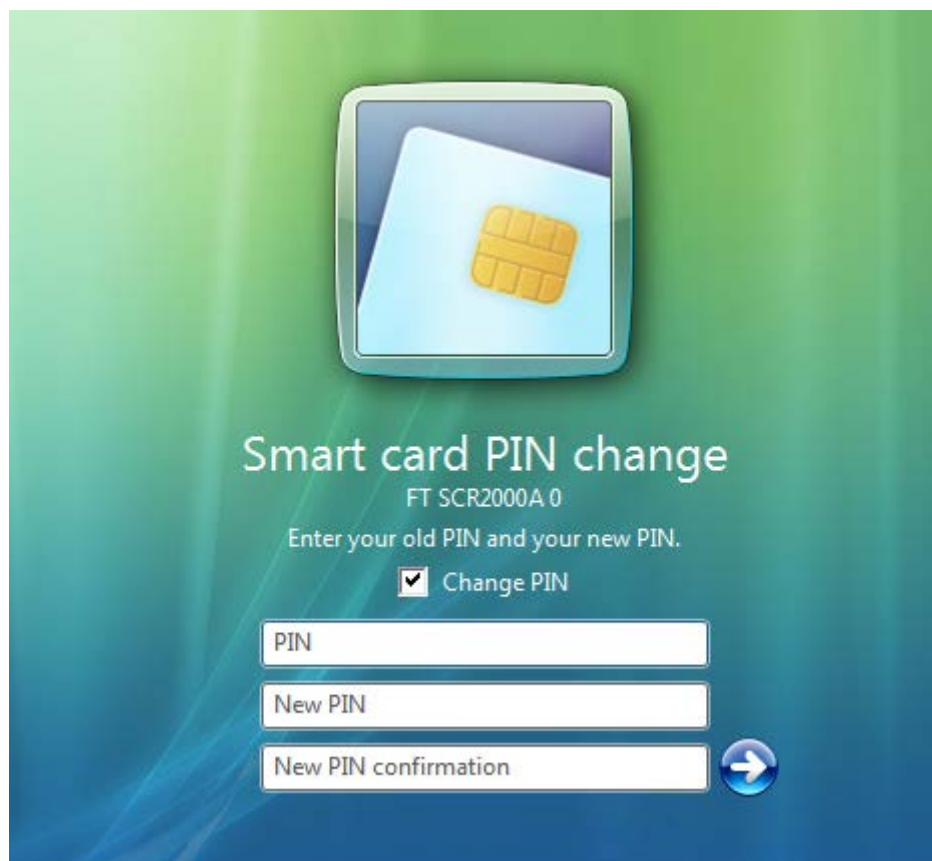 Smart card PIN change
FT SCR2000A 0
Enter your old PIN and your new PIN.
Change PIN
PIN
New PIN
New PIN confirmation